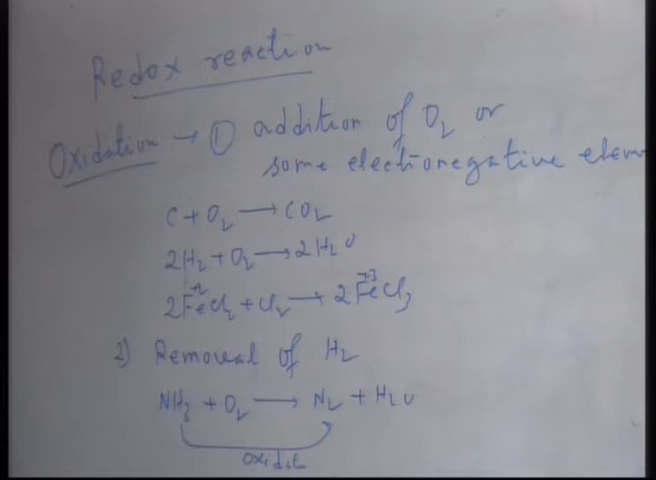 Redox reaction
Oxidation → ① addition of O₂ or
some electronegative elem
C + O₂ → CO₂
2H₂ + O₂ → 2H₂O
+2 +3
2FeCl₂ + Cl₂ → 2FeCl₃
2) Removal of H₂
NH₃ + O₂ → N₂ + H₂O
oxidat